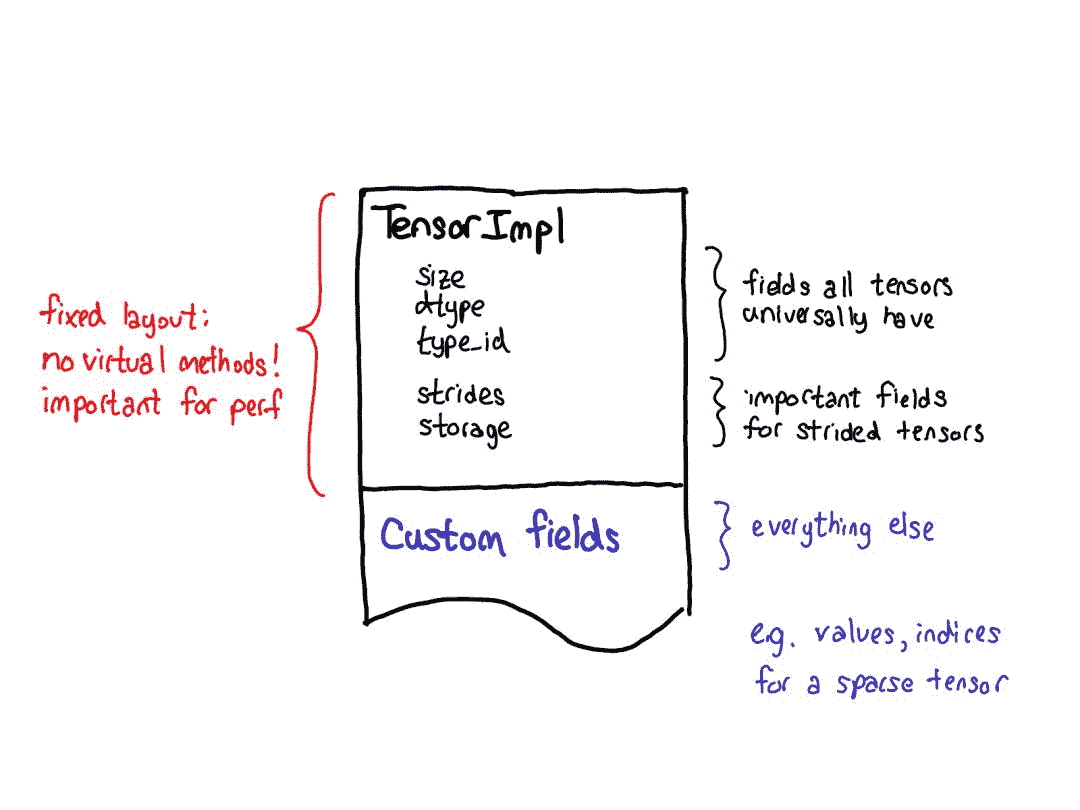 TensorImpl
size
dtype
type_id
strides
storage
Custom fields
fixed layout:
no virtual methods!
important for perf
fields all tensors
universally have
important fields
for strided tensors
everything else
e.g. values, indices
for a sparse tensor